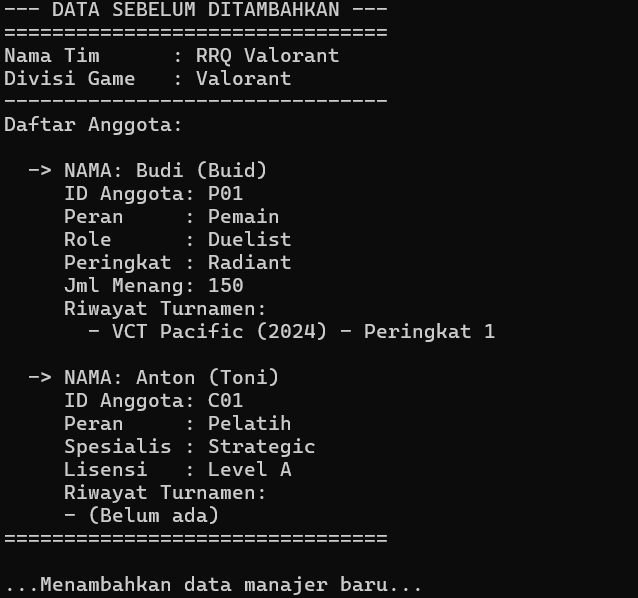 --- DATA SEBELUM DITAMBAHKAN ---
================================
Nama Tim      : RRQ Valorant
Divisi Game   : Valorant
--------------------------------
Daftar Anggota:

  -> NAMA: Budi (Buid)
     ID Anggota: P01
     Peran     : Pemain
     Role      : Duelist
     Peringkat : Radiant
     Jml Menang: 150
     Riwayat Turnamen:
       - VCT Pacific (2024) - Peringkat 1

  -> NAMA: Anton (Toni)
     ID Anggota: C01
     Peran     : Pelatih
     Spesialis : Strategic
     Lisensi   : Level A
     Riwayat Turnamen:
     - (Belum ada)
================================

...Menambahkan data manajer baru...